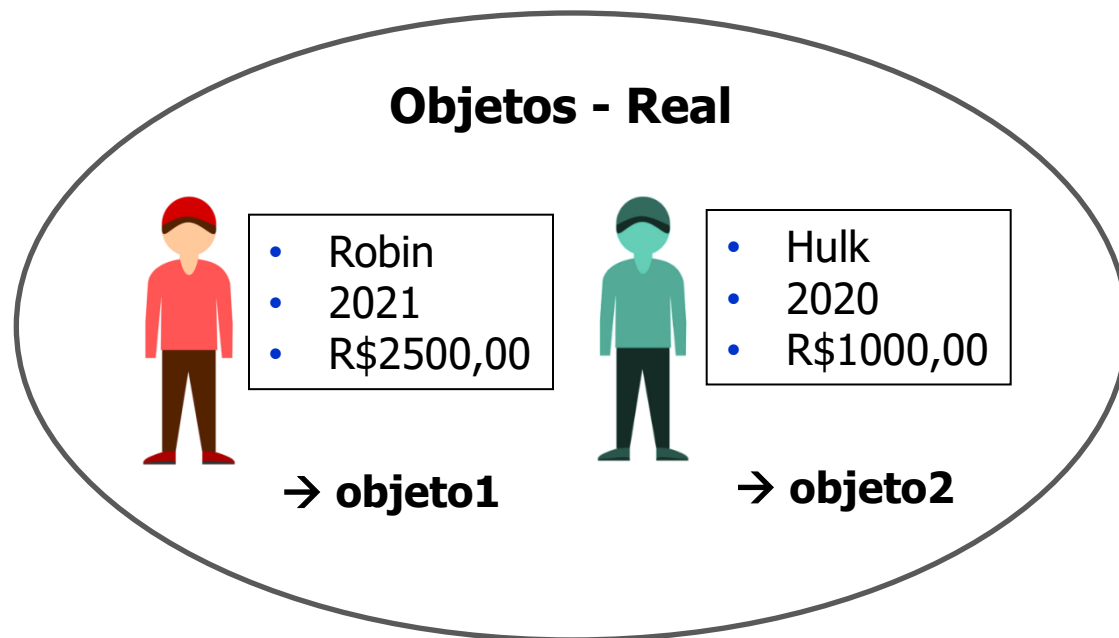 Objetos - Real
• Robin
• 2021
• R$2500,00
• Hulk
• 2020
• R$1000,00
→ objeto1
→ objeto2